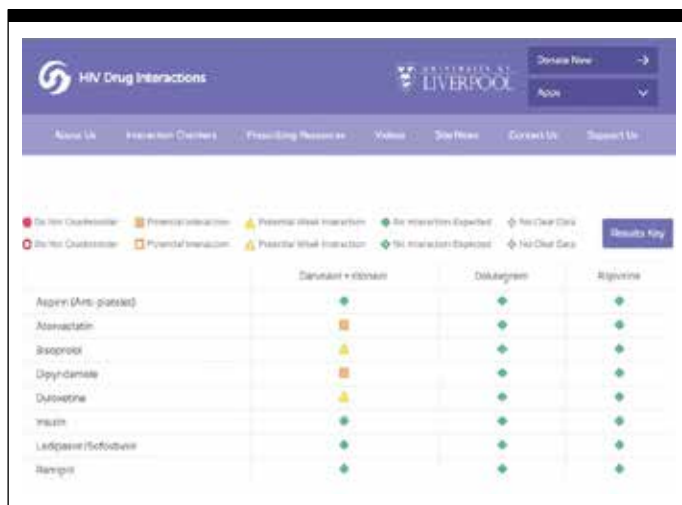 HIV Drug Interactions
UNIVERSITY OF
LIVERPOOL
Donate Now
Apps
About Us Interaction Checkers Prescribing Resources Videos Site News Contact Us Support Us
Do Not Coadminister Potential Interaction Potential Weak Interaction No Interaction Expected No Clear Data
Do Not Coadminister Potential Interaction Potential Weak Interaction No Interaction Expected No Clear Data
Results Key
Darunavir + ritonavir Dolutegravir Rilpivirine
Aspirin (Anti-platelet)
Atorvastatin
Bisoprolol
Dipyridamole
Duloxetine
Insulin
Ledipasvir/Sofosbuvir
Ramipril